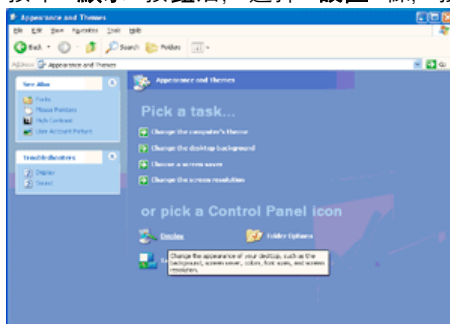 Appearance and Themes
File Edit View Favorites Tools Help
Back Search Folders
Address Appearance and Themes Go
See Also
Fonts
Mouse Pointers
High Contrast
User Account Picture
Troubleshooters
Display
Sound
Appearance and Themes
Pick a task...
Change the computer's theme
Change the desktop background
Choose a screen saver
Change the screen resolution
or pick a Control Panel icon
Display Folder Options
Change the appearance of your desktop, such as the
background, screen saver, colors, font sizes, and screen
resolution.